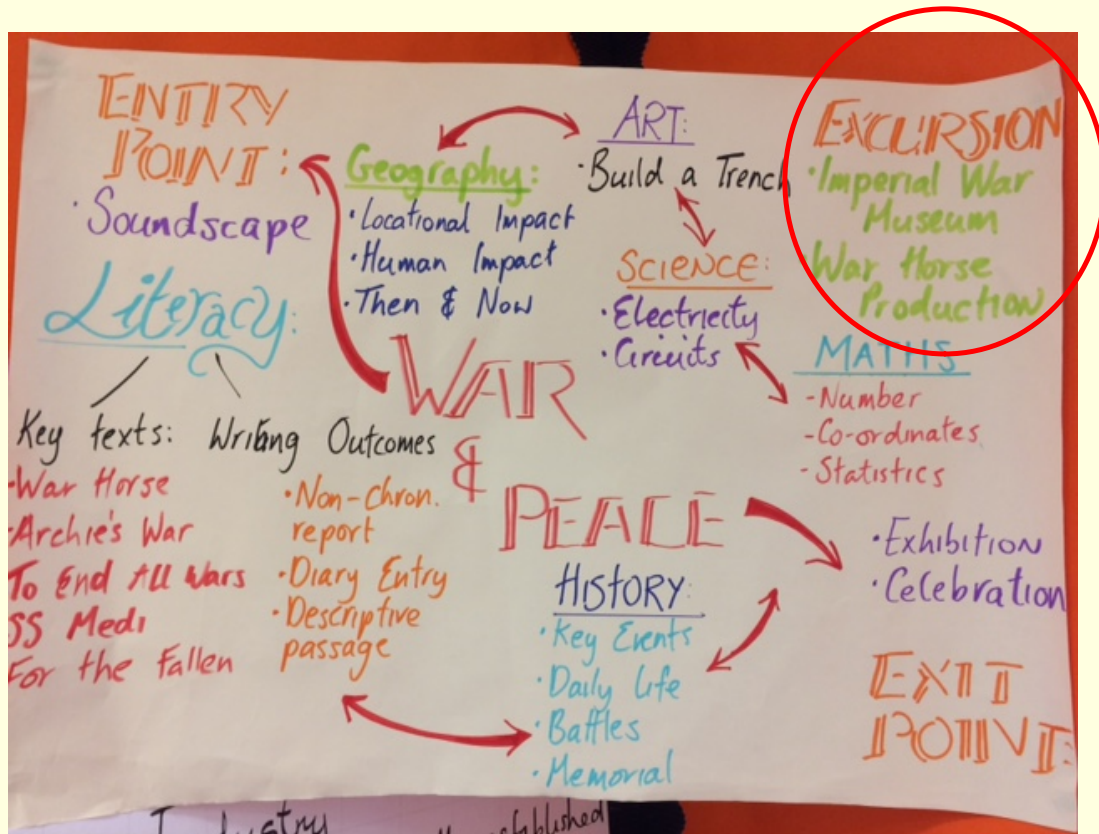 ENTRY
POINT:
· Soundscape
Literacy:
Key texts:
· War Horse
· Archie's War
To End All Wars
SS Medi
For the Fallen
Writing Outcomes
· Non-Chron.
report
· Diary Entry
· Descriptive
passage
Geography:
· Locational Impact
· Human Impact
· Then & Now
ART:
· Build a Trench
SCIENCE:
· Electricity
· Circuits
EXCURSION
· Imperial War
Museum
· War Horse
Production
MATHS
- Number
- Co-ordinates
- Statistics
WAR
&
PEACE
HISTORY:
· Key Events
· Daily Life
· Battles
· Memorial
· Exhibition
· Celebration
EXIT
POINT:
established